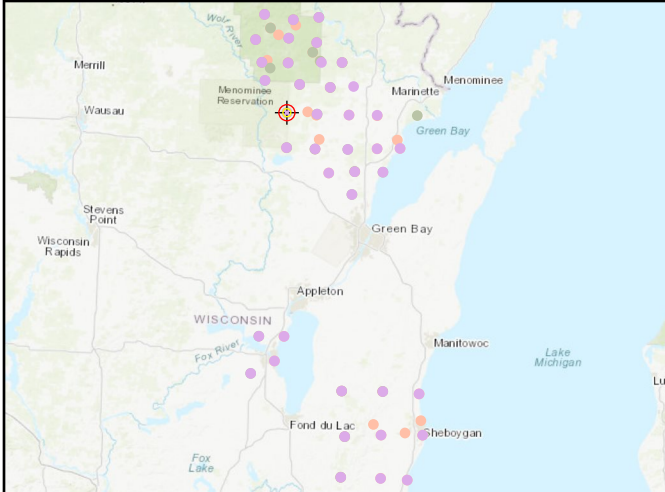 Wolf
River
Merrill
Menominee
Menominee
Reservation
Marinette
Wausau
Green Bay
Stevens
Point
Green Bay
Wisconsin
Rapids
Appleton
WISCONSIN
Manitowoc
Fox River
Lake
Michigan
Lu
Fond du Lac
Sheboygan
Fox
Lake